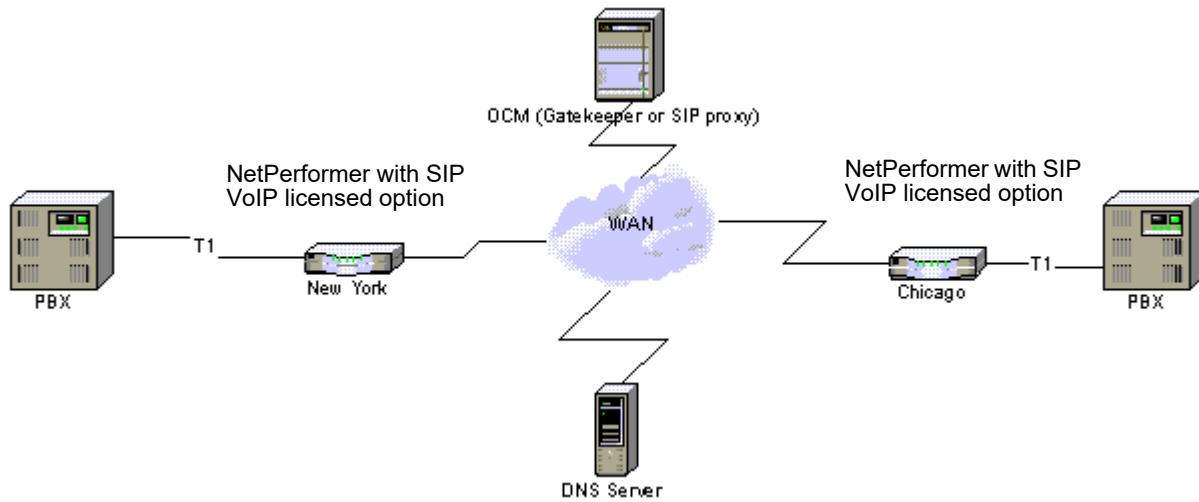 OCM (Gatekeeper or SIP proxy)
NetPerformer with SIP
VoIP licensed option
NetPerformer with SIP
VoIP licensed option
WAN
T1
T1
PBX
New York
Chicago
PBX
DNS Server